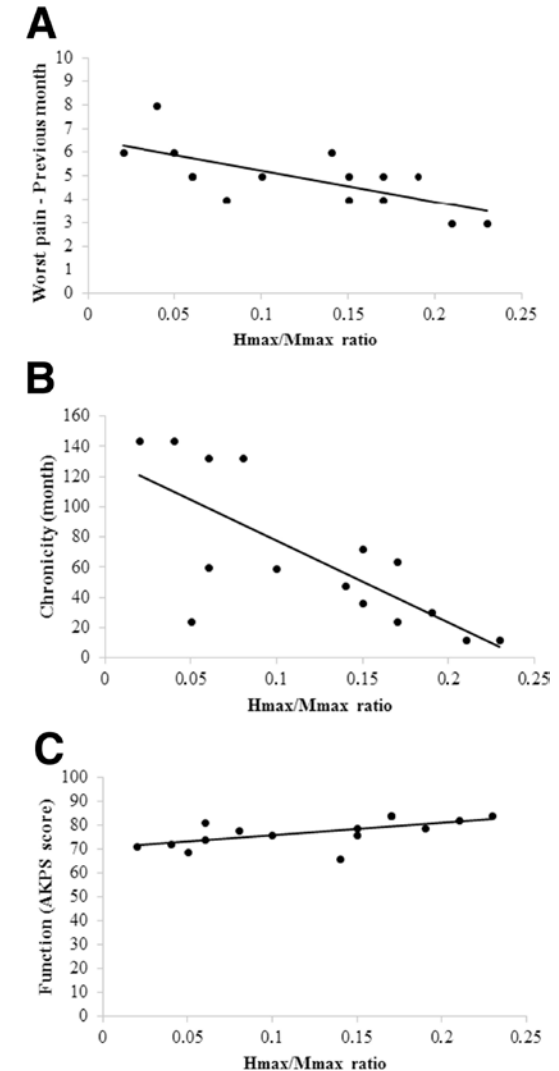 A
Worst pain - Previous month
10
9
8
7
6
5
4
3
2
1
0
0 0.05 0.1 0.15 0.2 0.25
Hmax/Mmax ratio
B
Chronicity (month)
160
140
120
100
80
60
40
20
0
0 0.05 0.1 0.15 0.2 0.25
Hmax/Mmax ratio
C
Function (AKPS score)
100
90
80
70
60
50
40
30
20
10
0
0 0.05 0.1 0.15 0.2 0.25
Hmax/Mmax ratio